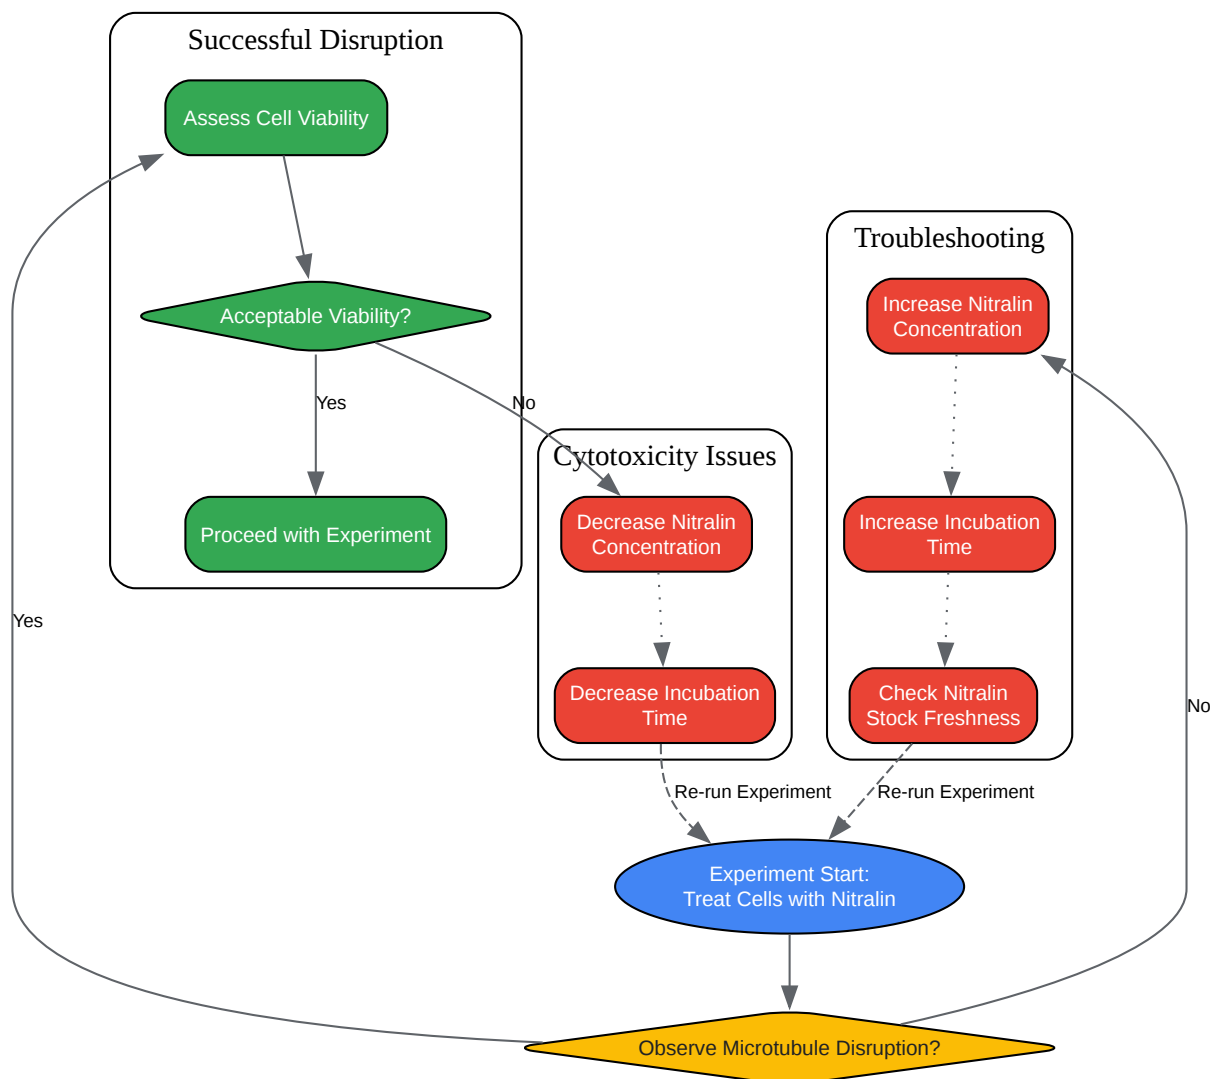 Successful Disruption
Assess Cell Viability
Acceptable Viability?
Yes
No
Proceed with Experiment
Cytotoxicity Issues
Decrease Nitralin
Concentration
Decrease Incubation
Time
Troubleshooting
Increase Nitralin
Concentration
Increase Incubation
Time
Check Nitralin
Stock Freshness
Yes
No
Re-run Experiment
Re-run Experiment
Experiment Start:
Treat Cells with Nitralin
Observe Microtubule Disruption?